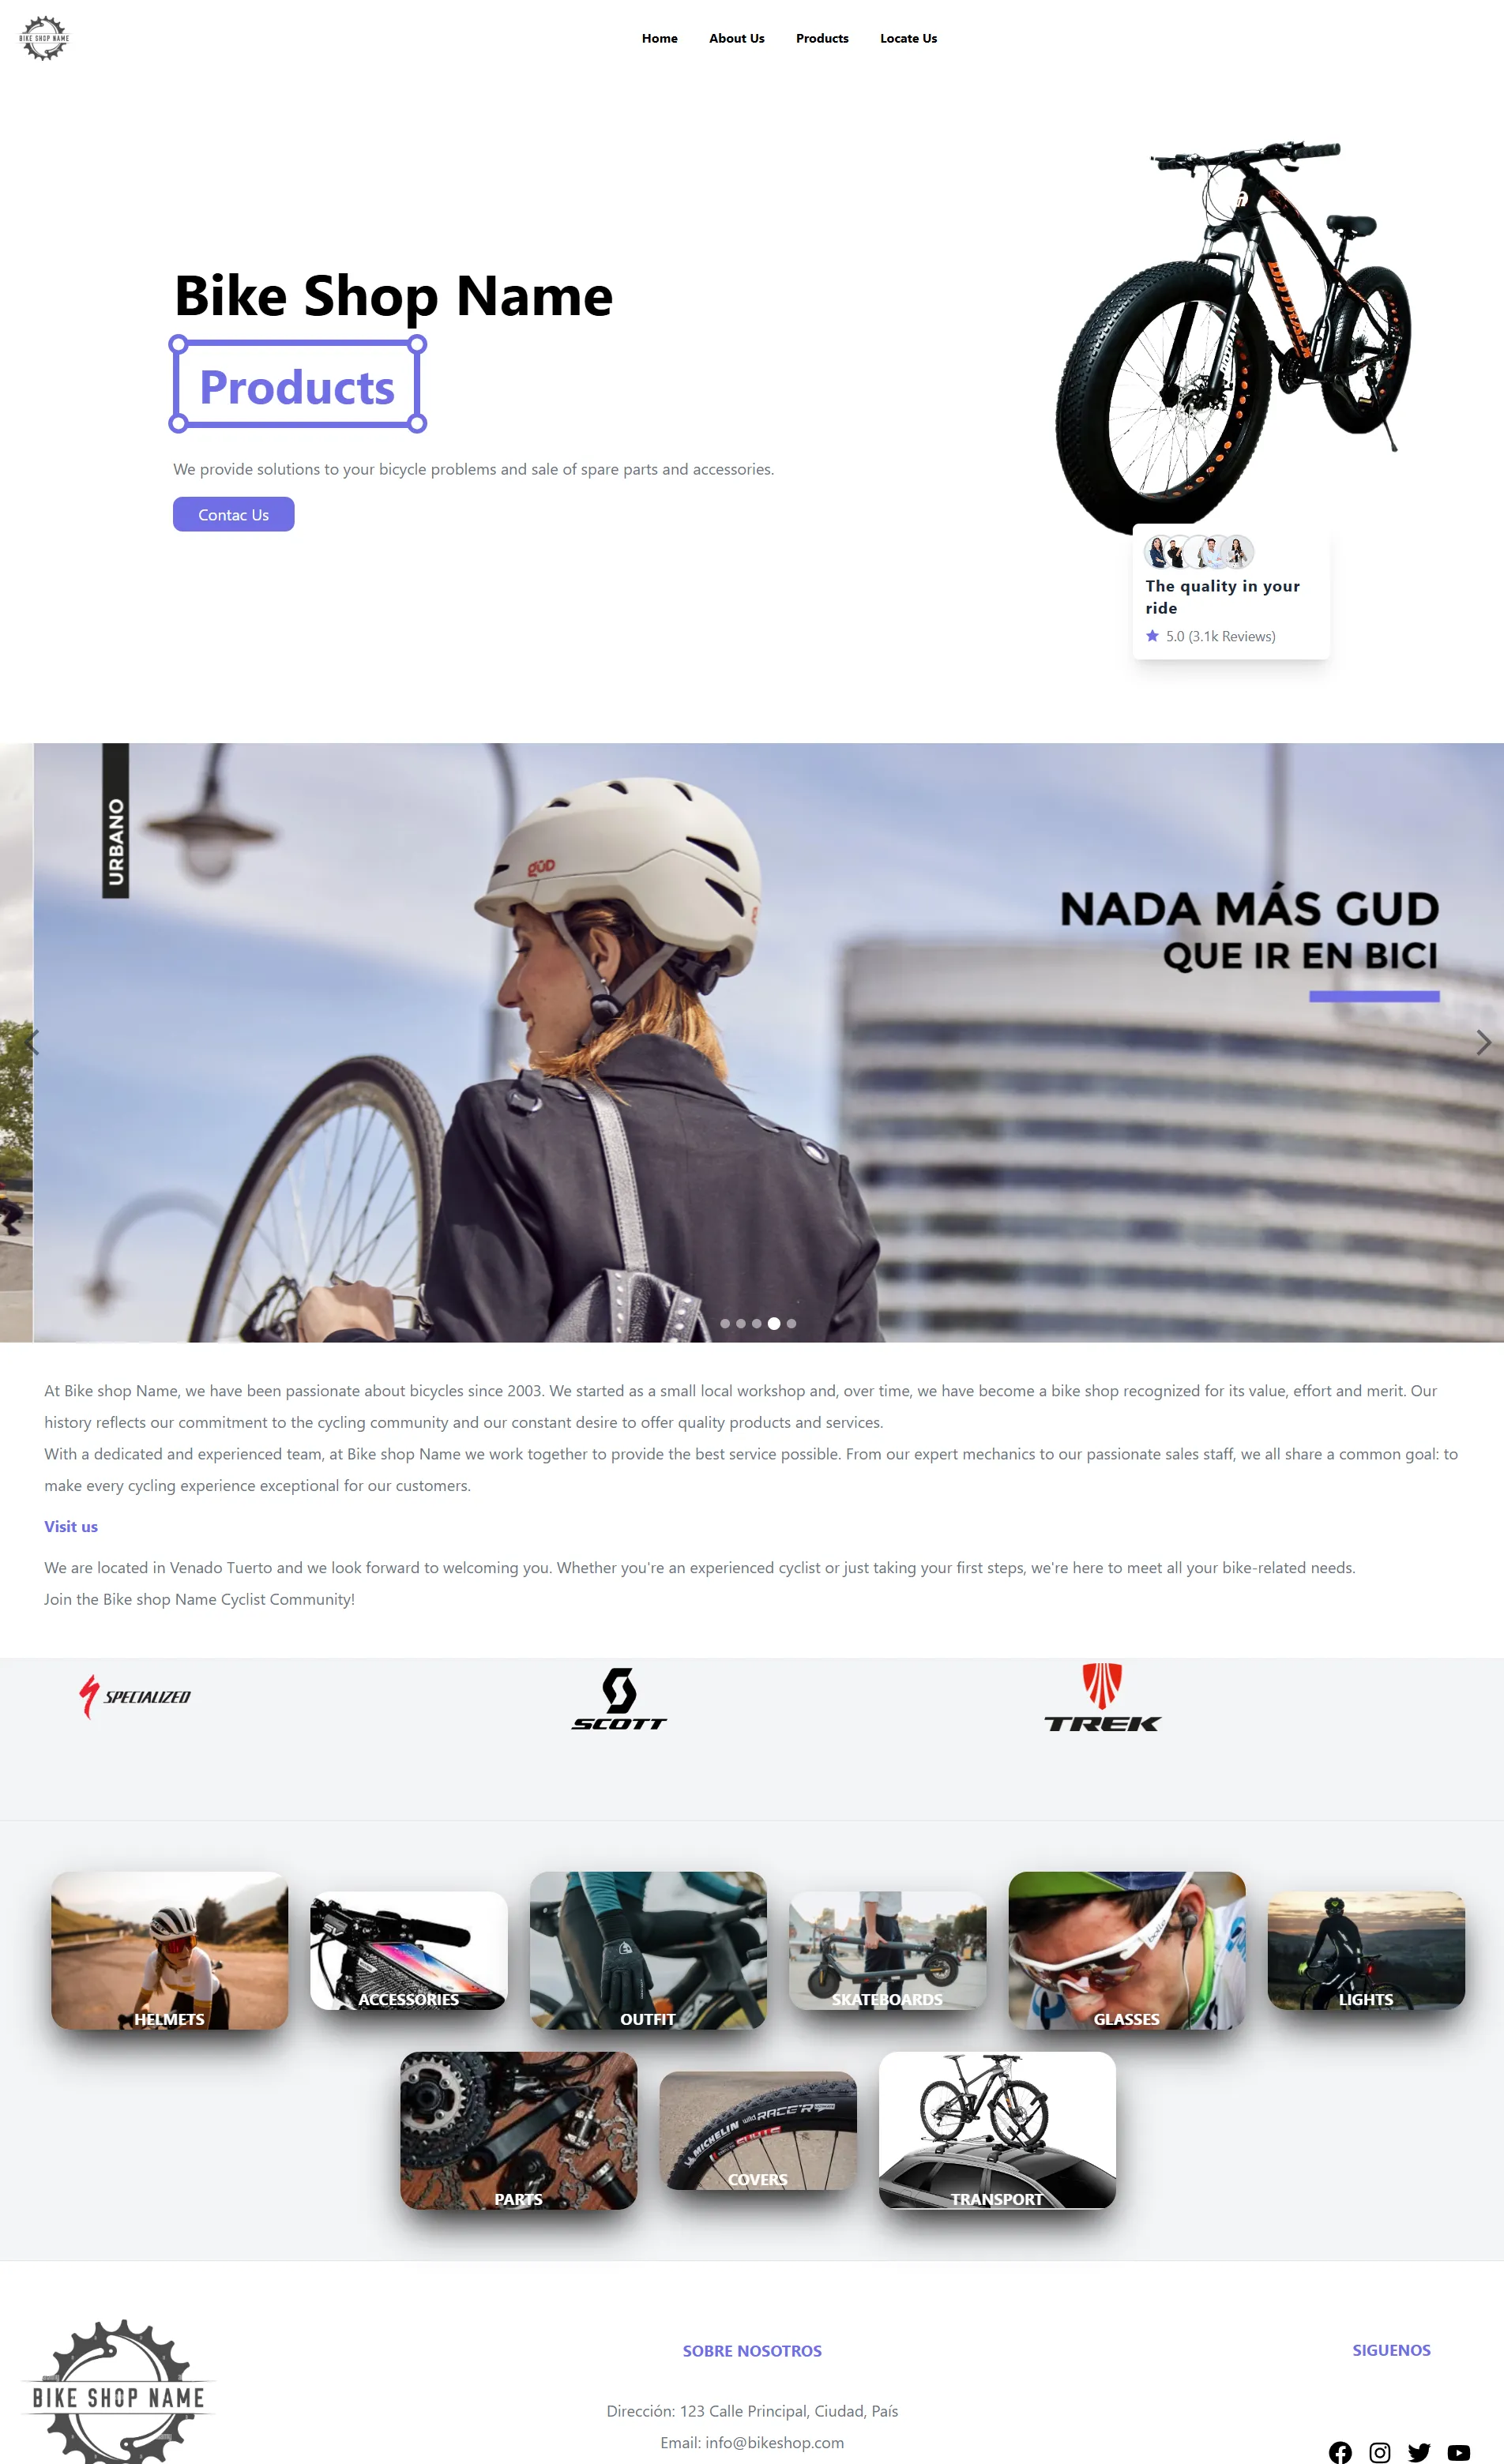 BIKE SHOP NAME
Home
About Us
Products
Locate Us
Bike Shop Name
Products
We provide solutions to your bicycle problems and sale of spare parts and accessories.
Contac Us
The quality in your
ride
5.0 (3.1k Reviews)
URBANO
güd
NADA MÁS GUD
QUE IR EN BICI
At Bike shop Name, we have been passionate about bicycles since 2003. We started as a small local workshop and, over time, we have become a bike shop recognized for its value, effort and merit. Our
history reflects our commitment to the cycling community and our constant desire to offer quality products and services.
With a dedicated and experienced team, at Bike shop Name we work together to provide the best service possible. From our expert mechanics to our passionate sales staff, we all share a common goal: to
make every cycling experience exceptional for our customers.
Visit us
We are located in Venado Tuerto and we look forward to welcoming you. Whether you're an experienced cyclist or just taking your first steps, we're here to meet all your bike-related needs.
Join the Bike shop Name Cyclist Community!
SPECIALIZED
SCOTT
TREK
HELMETS
ACCESSORIES
OUTFIT
SKATEBOARDS
GLASSES
LIGHTS
PARTS
MICHELIN wild RACE'R
COVERS
TRANSPORT
BIKE SHOP NAME
SOBRE NOSOTROS
Dirección: 123 Calle Principal, Ciudad, País
Email: info@bikeshop.com
SIGUENOS